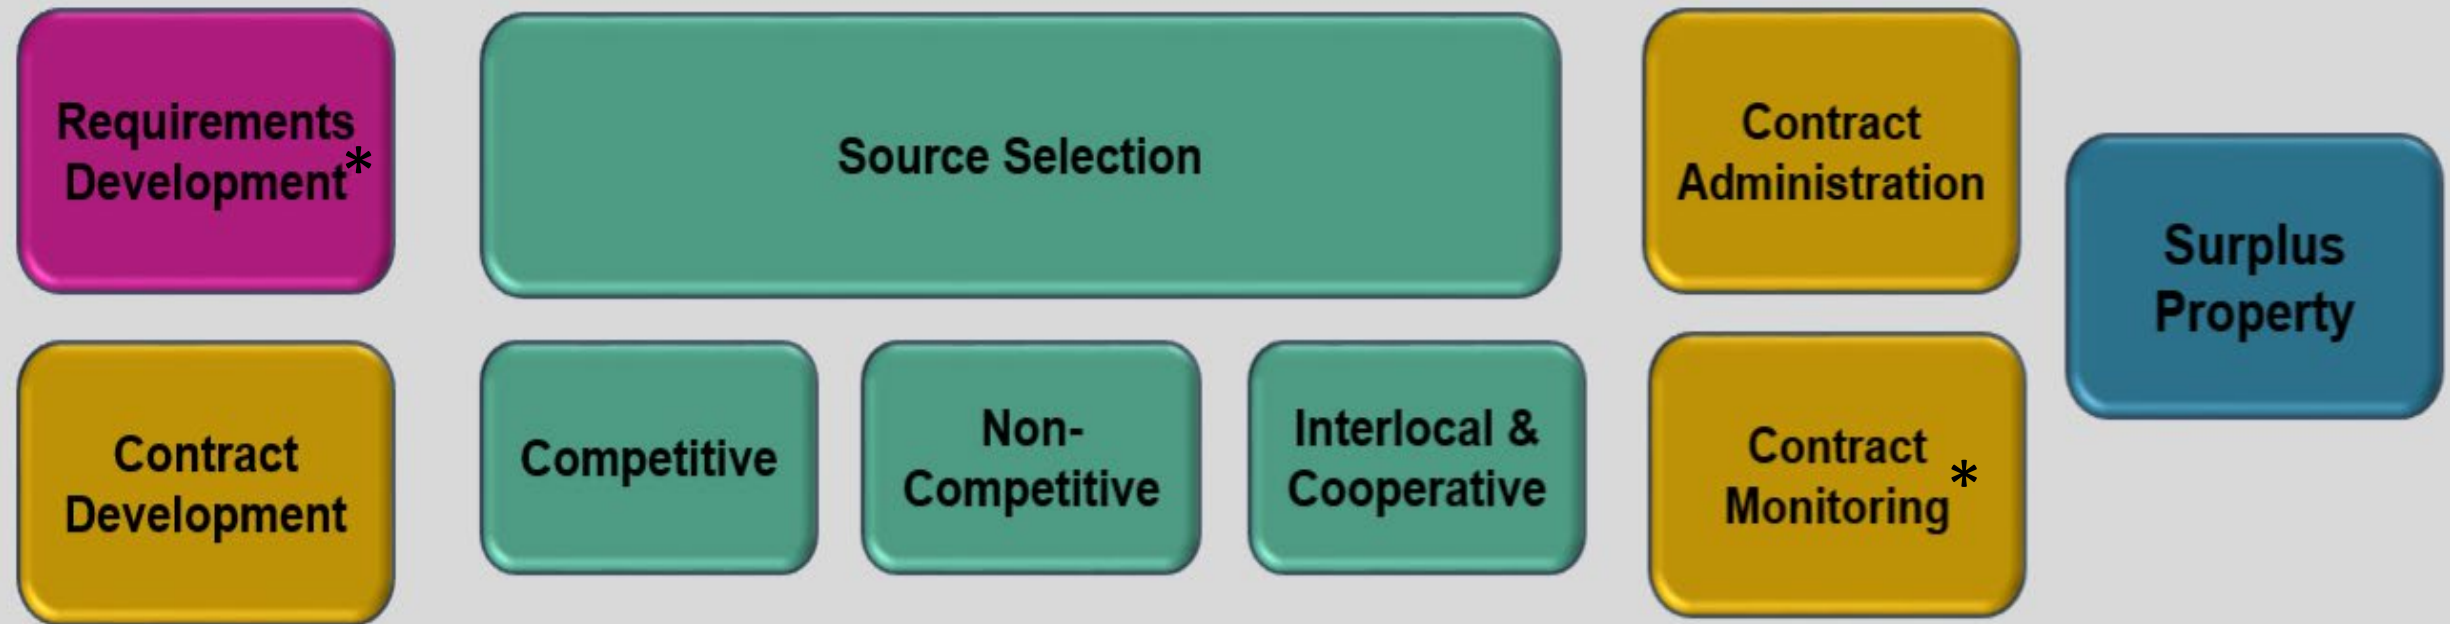 Requirements
Development*
Source Selection
Contract
Administration
Surplus
Property
Contract
Development
Competitive
Non-
Competitive
Interlocal &
Cooperative
Contract
Monitoring*